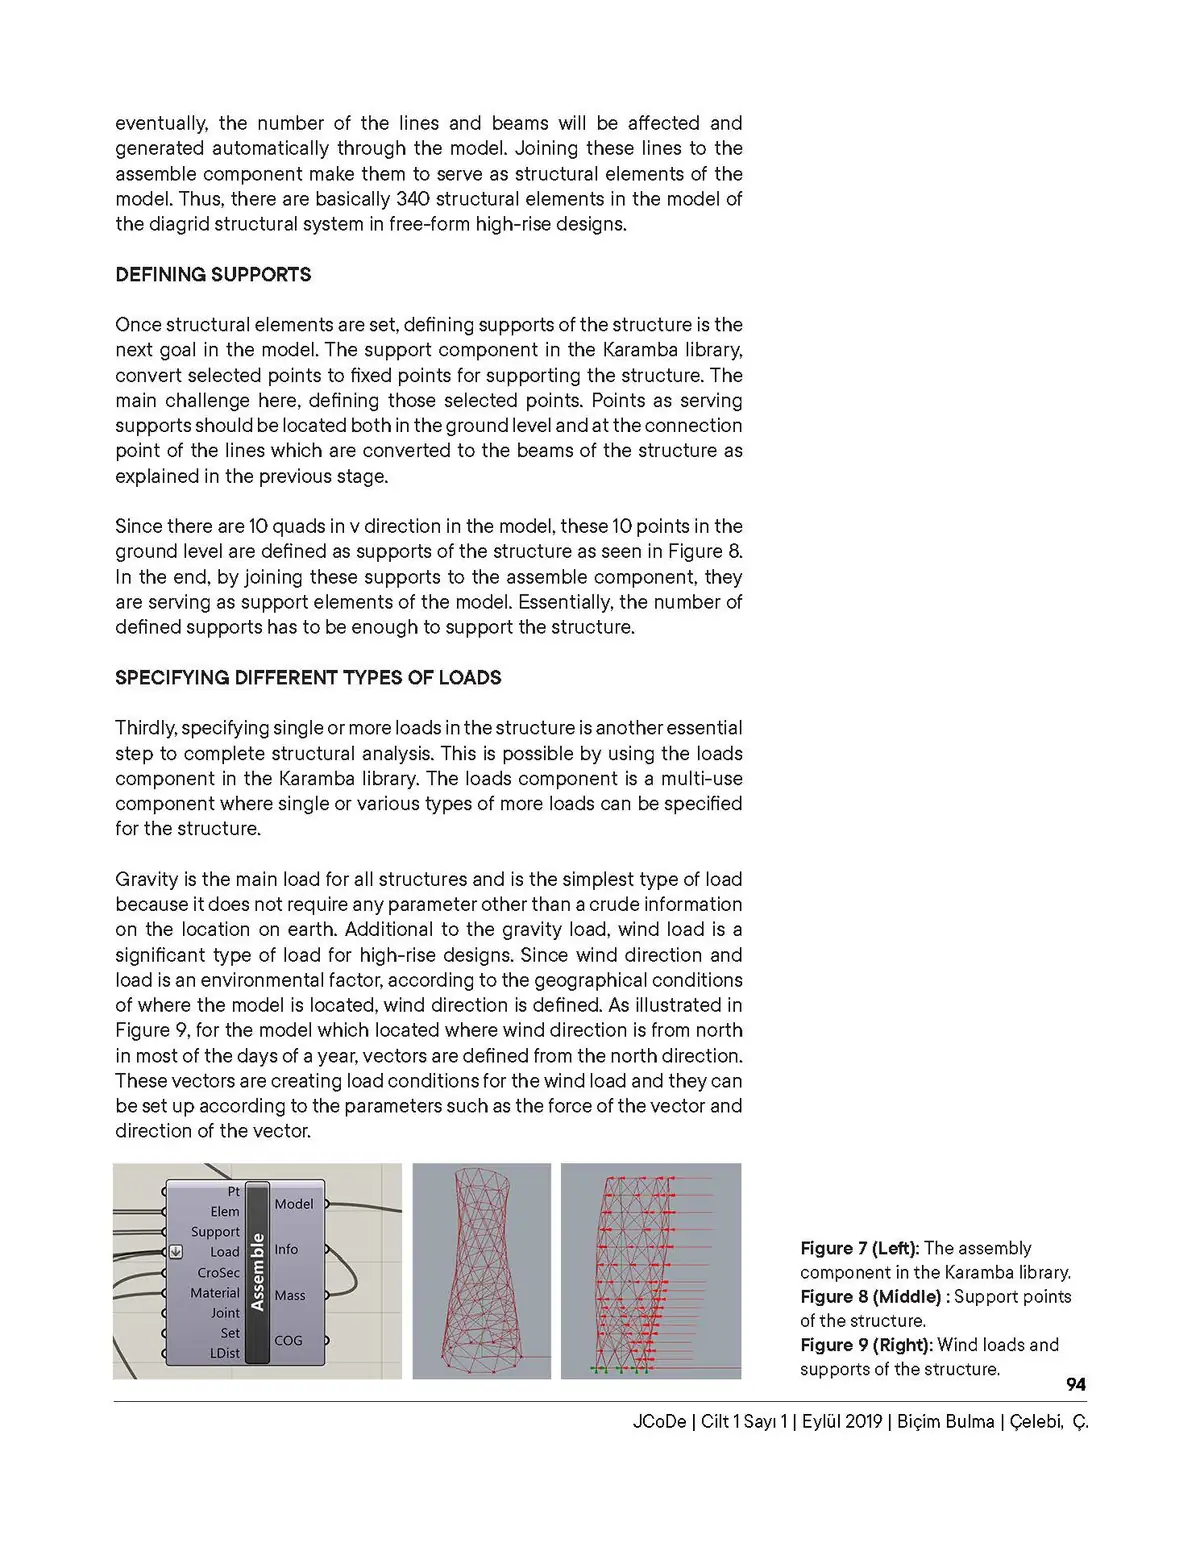 eventually, the number of the lines and beams will be affected and
generated automatically through the model. Joining these lines to the
assemble component make them to serve as structural elements of the
model. Thus, there are basically 340 structural elements in the model of
the diagrid structural system in free-form high-rise designs.
DEFINING SUPPORTS
Once structural elements are set, defining supports of the structure is the
next goal in the model. The support component in the Karamba library,
convert selected points to fixed points for supporting the structure. The
main challenge here, defining those selected points. Points as serving
supports should be located both in the ground level and at the connection
point of the lines which are converted to the beams of the structure as
explained in the previous stage.
Since there are 10 quads in v direction in the model, these 10 points in the
ground level are defined as supports of the structure as seen in Figure 8.
In the end, by joining these supports to the assemble component, they
are serving as support elements of the model. Essentially, the number of
defined supports has to be enough to support the structure.
SPECIFYING DIFFERENT TYPES OF LOADS
Thirdly, specifying single or more loads in the structure is another essential
step to complete structural analysis. This is possible by using the loads
component in the Karamba library. The loads component is a multi-use
component where single or various types of more loads can be specified
for the structure.
Gravity is the main load for all structures and is the simplest type of load
because it does not require any parameter other than a crude information
on the location on earth. Additional to the gravity load, wind load is a
significant type of load for high-rise designs. Since wind direction and
load is an environmental factor, according to the geographical conditions
of where the model is located, wind direction is defined. As illustrated in
Figure 9, for the model which located where wind direction is from north
in most of the days of a year, vectors are defined from the north direction.
These vectors are creating load conditions for the wind load and they can
be set up according to the parameters such as the force of the vector and
direction of the vector.
Pt
Elem
Support
Load
CroSec
Material
Joint
Set
LDist
Assemble
Model
Info
Mass
COG
Figure 7 (Left): The assembly
component in the Karamba library.
Figure 8 (Middle) : Support points
of the structure.
Figure 9 (Right): Wind loads and
supports of the structure.
94
JCoDe | Cilt 1 Sayı 1 | Eylül 2019 | Biçim Bulma | Çelebi, Ç.